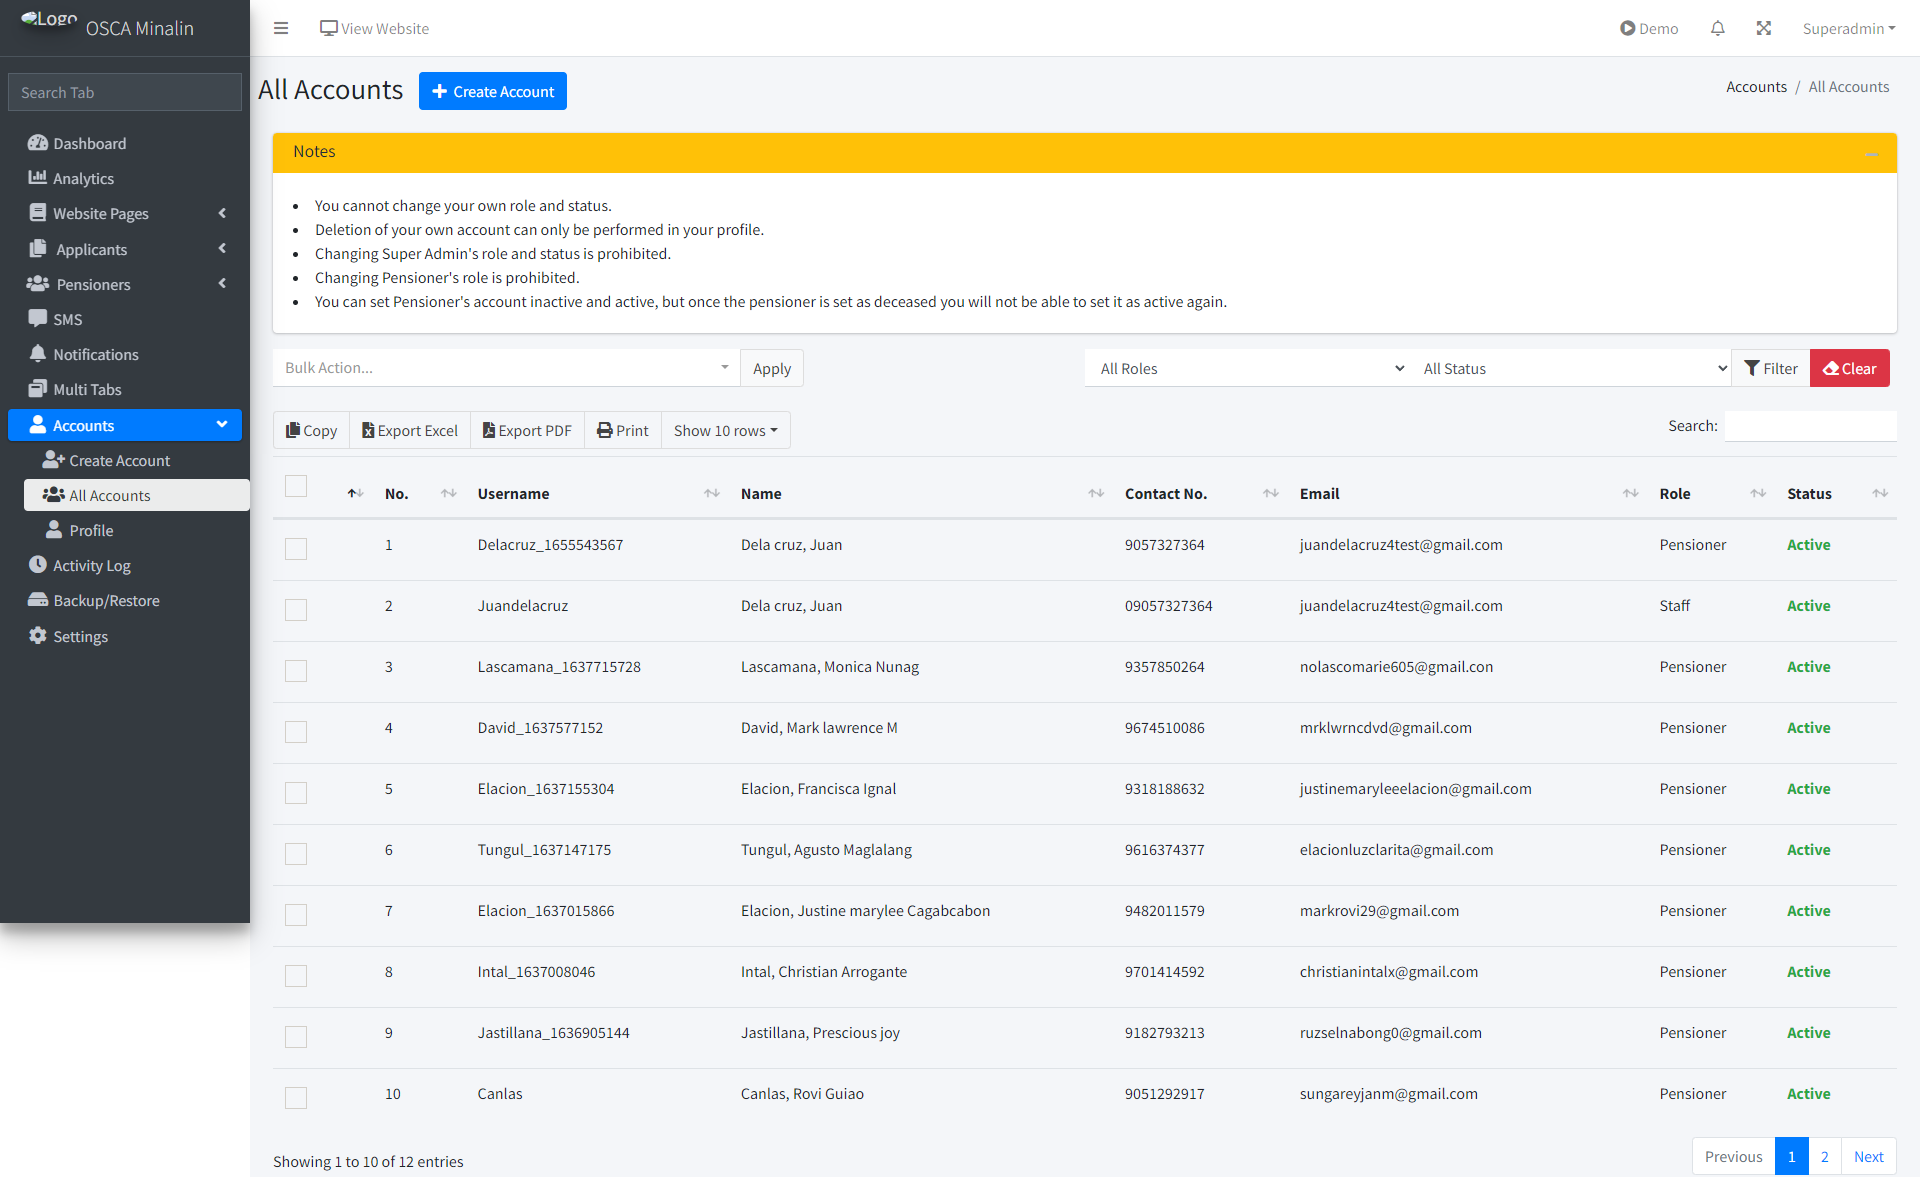 Logo OSCA Minalin
Search Tab
Dashboard
Analytics
Website Pages
Applicants
Pensioners
SMS
Notifications
Multi Tabs
Accounts
Create Account
All Accounts
Profile
Activity Log
Backup/Restore
Settings
View Website
Demo
Superadmin
All Accounts
Create Account
Accounts / All Accounts
Notes
• You cannot change your own role and status.
• Deletion of your own account can only be performed in your profile.
• Changing Super Admin's role and status is prohibited.
• Changing Pensioner's role is prohibited.
• You can set Pensioner's account inactive and active, but once the pensioner is set as deceased you will not be able to set it as active again.
Bulk Action... Apply
All Roles All Status Filter Clear
Copy Export Excel Export PDF Print Show 10 rows
Search:
No. Username Name Contact No. Email Role Status
1 Delacruz_1655543567 Dela cruz, Juan 9057327364 juandelacruz4test@gmail.com Pensioner Active
2 Juandelacruz Dela cruz, Juan 09057327364 juandelacruz4test@gmail.com Staff Active
3 Lascamana_1637715728 Lascamana, Monica Nunag 9357850264 nolascomarie605@gmail.con Pensioner Active
4 David_1637577152 David, Mark lawrence M 9674510086 mrklwrncdvd@gmail.com Pensioner Active
5 Elacion_1637155304 Elacion, Francisca Ignal 9318188632 justinemaryleeelacion@gmail.com Pensioner Active
6 Tungul_1637147175 Tungul, Agusto Maglalang 9616374377 elacionluzclarita@gmail.com Pensioner Active
7 Elacion_1637015866 Elacion, Justine marylee Cagabcabon 9482011579 markrovi29@gmail.com Pensioner Active
8 Intal_1637008046 Intal, Christian Arrogante 9701414592 christianintalx@gmail.com Pensioner Active
9 Jastillana_1636905144 Jastillana, Prescious joy 9182793213 ruzselnabong0@gmail.com Pensioner Active
10 Canlas Canlas, Rovi Guiao 9051292917 sungareyjanm@gmail.com Pensioner Active
Showing 1 to 10 of 12 entries
Previous 1 2 Next